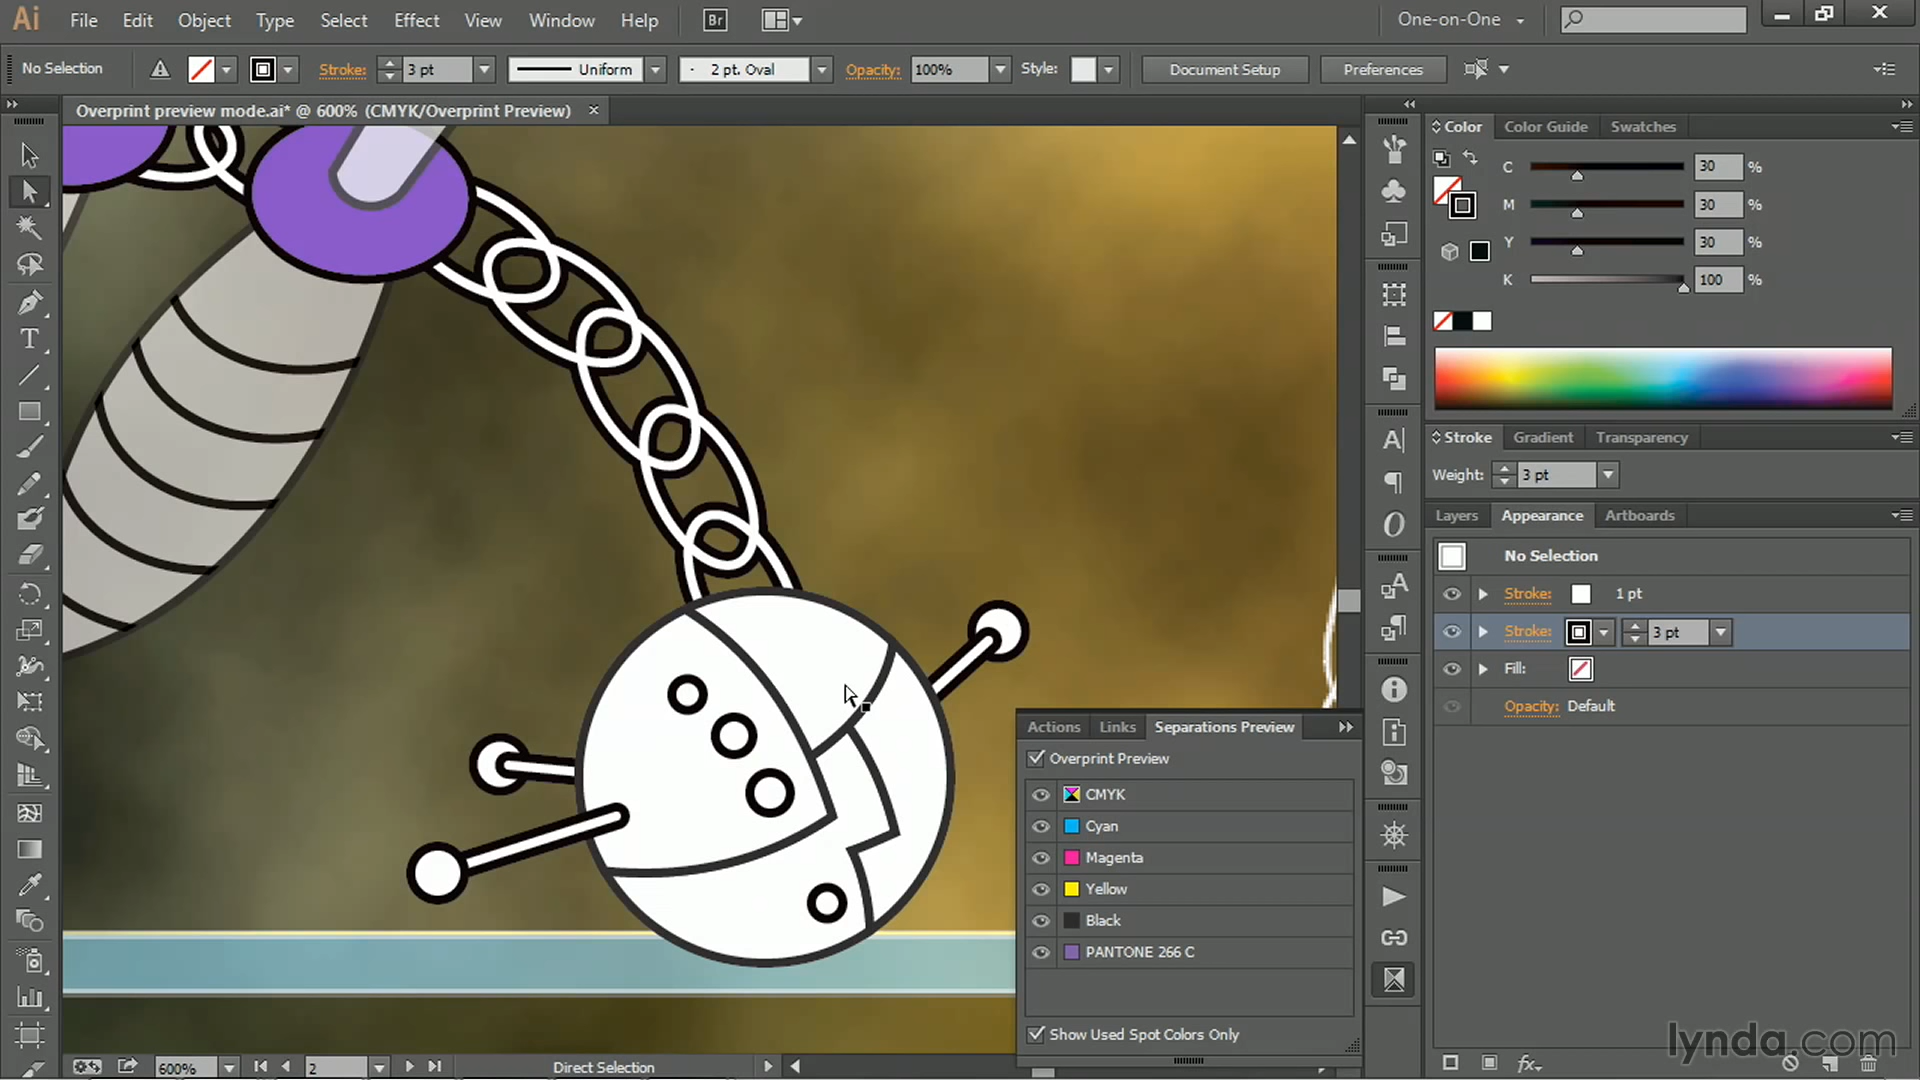 Ai File Edit Object Type Select Effect View Window Help Br One-on-One
No Selection Stroke: 3 pt Uniform 2 pt. Oval Opacity: 100% Style: Document Setup Preferences
Overprint preview mode.ai* @ 600% (CMYK/Overprint Preview)
Color Color Guide Swatches
C 30 %
M 30 %
Y 30 %
K 100 %
Stroke Gradient Transparency
Weight: 3 pt
Layers Appearance Artboards
No Selection
Stroke: 1 pt
Stroke: 3 pt
Fill:
Opacity: Default
Actions Links Separations Preview
Overprint Preview
CMYK
Cyan
Magenta
Yellow
Black
PANTONE 266 C
Show Used Spot Colors Only
600% 2 Direct Selection
fx
lynda.com